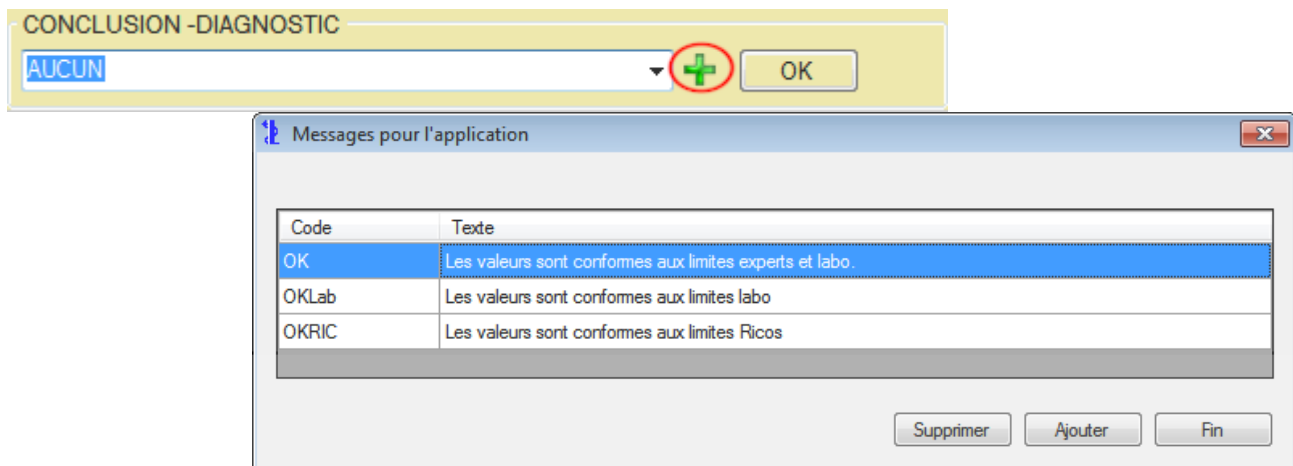 CONCLUSION -DIAGNOSTIC
AUCUN
OK
Messages pour l'application
Code Texte
OK Les valeurs sont conformes aux limites experts et labo.
OKLab Les valeurs sont conformes aux limites labo
OKRIC Les valeurs sont conformes aux limites Ricos
Supprimer Ajouter Fin